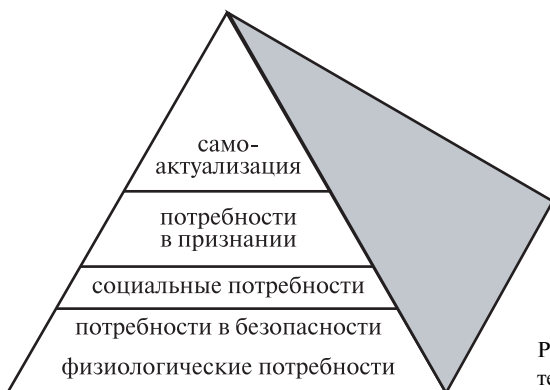 само-
актуализация
потребности
в признании
социальные потребности
потребности в безопасности
физиологические потребности